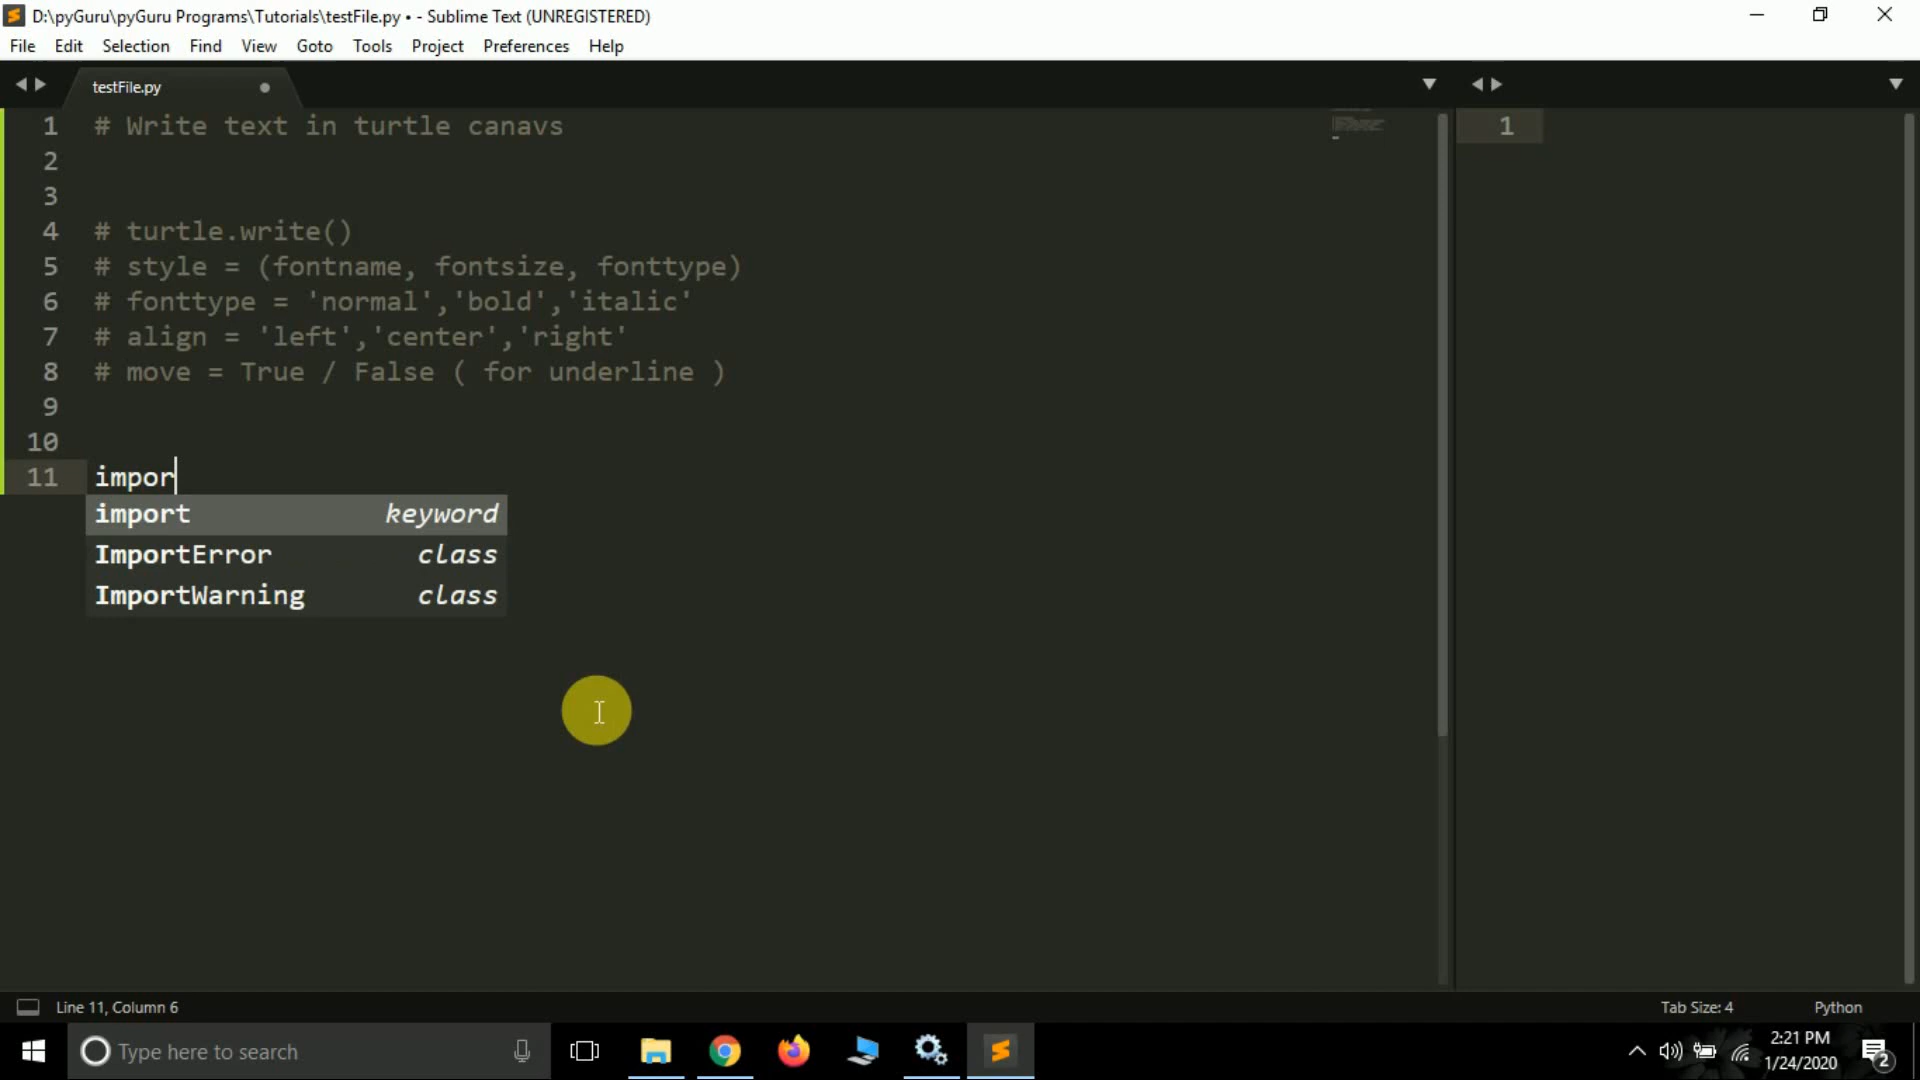 D:\pyGuru\pyGuru Programs\Tutorials\testFile.py • - Sublime Text (UNREGISTERED)
File Edit Selection Find View Goto Tools Project Preferences Help
testFile.py
1 # Write text in turtle canavs
1
2
3
4 # turtle.write()
5 # style = (fontname, fontsize, fonttype)
6 # fonttype = 'normal','bold','italic'
7 # align = 'left','center','right'
8 # move = True / False ( for underline )
9
10
11 impor
import keyword
ImportError class
ImportWarning class
Line 11, Column 6
Tab Size: 4
Python
Type here to search
2:21 PM
1/24/2020
2